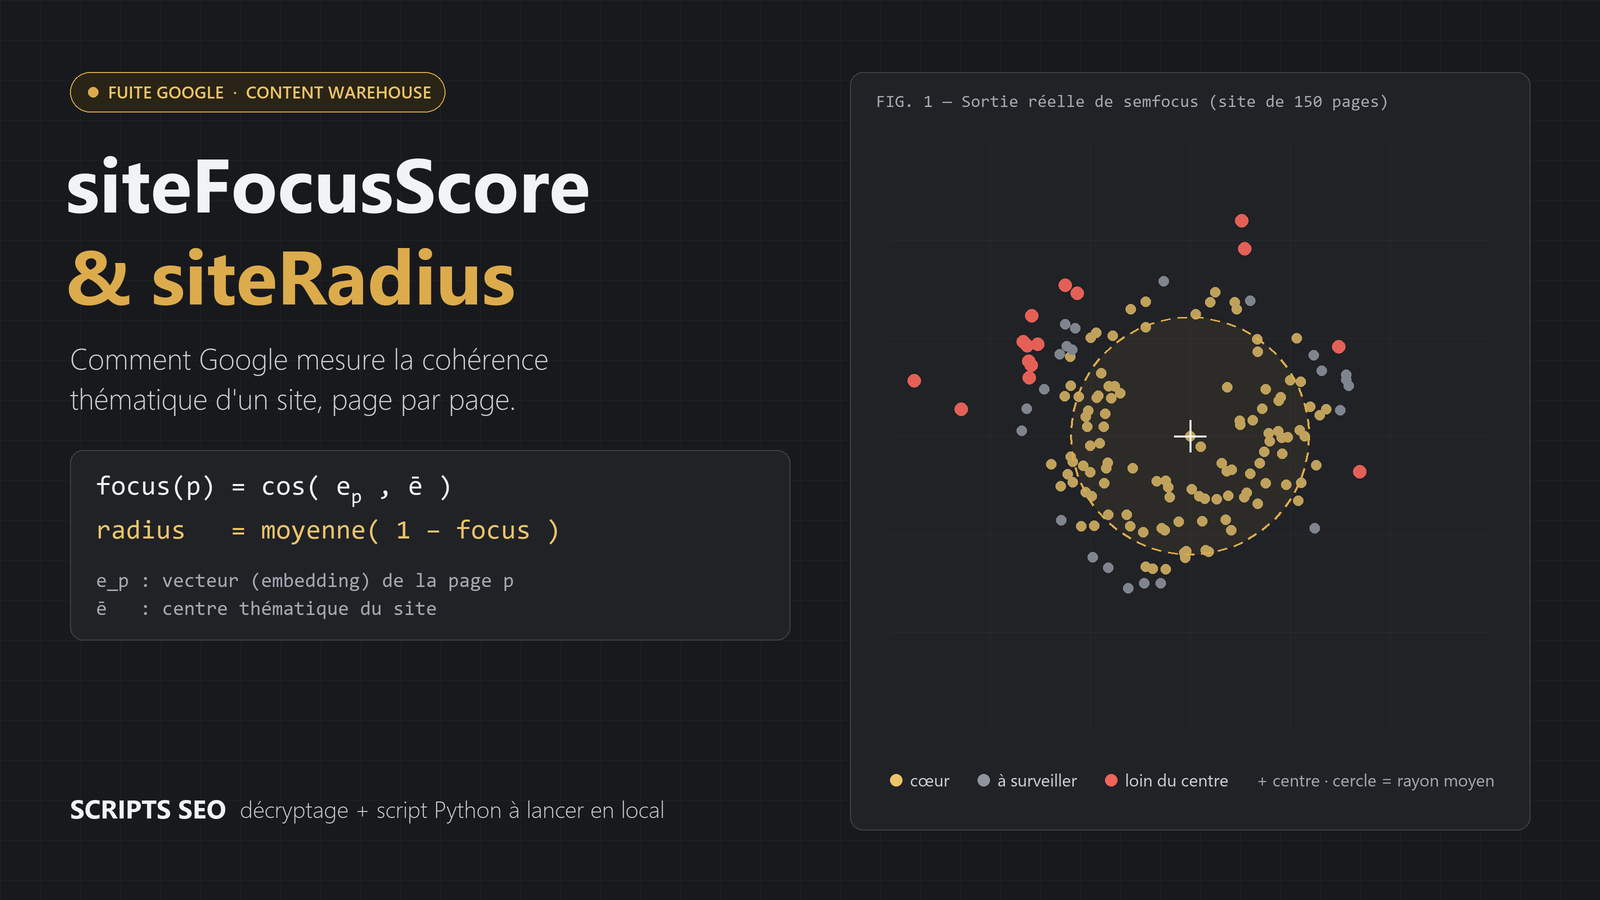 FUITE GOOGLE · CONTENT WAREHOUSE
siteFocusScore
& siteRadius
Comment Google mesure la cohérence
thématique d'un site, page par page.
focus(p) = cos( e_p , ē )
radius = moyenne( 1 – focus )
e_p : vecteur (embedding) de la page p
ē : centre thématique du site
SCRIPTS SEO décryptage + script Python à lancer en local
FIG. 1 — Sortie réelle de semfocus (site de 150 pages)
cœur à surveiller loin du centre + centre · cercle = rayon moyen